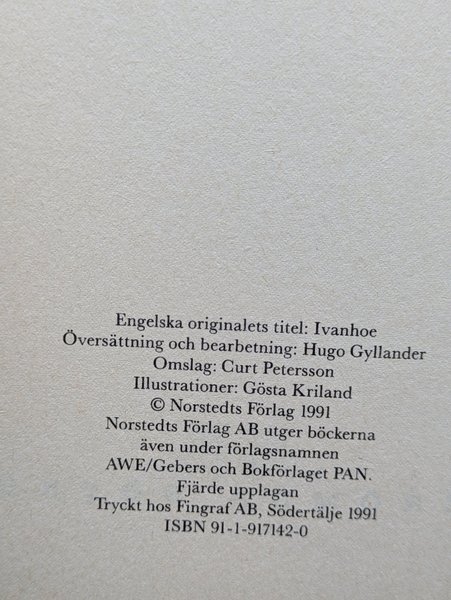 Engelska originalets titel: Ivanhoe
Översättning och bearbetning: Hugo Gyllander
Omslag: Curt Petersson
Illustrationer: Gösta Kriland
© Norstedts Förlag 1991
Norstedts Förlag AB utger böckerna
även under förlagsnamnen
AWE/Gebers och Bokförlaget PAN.
Fjärde upplagan
Tryckt hos Fingraf AB, Södertälje 1991
ISBN 91-1-917142-0